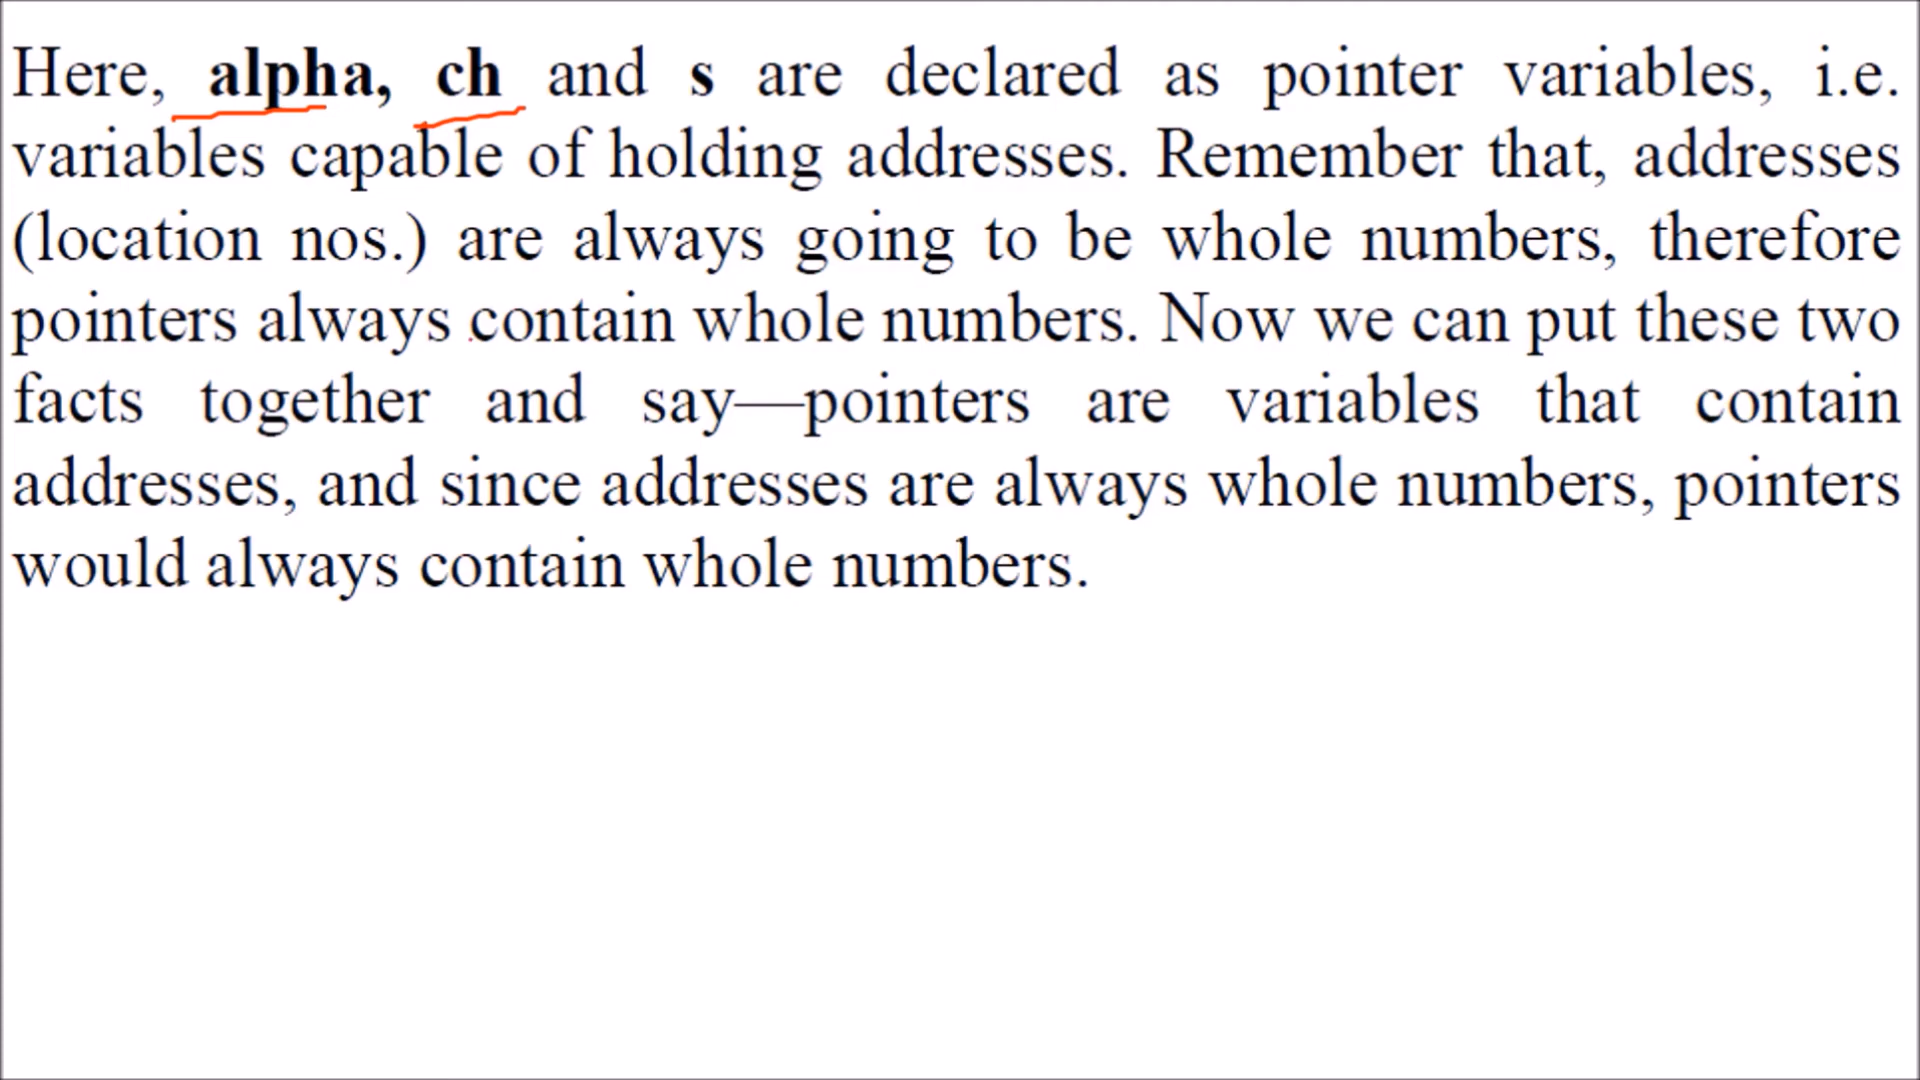 Here, alpha, ch and s are declared as pointer variables, i.e.
variables capable of holding addresses. Remember that, addresses
(location nos.) are always going to be whole numbers, therefore
pointers always contain whole numbers. Now we can put these two
facts together and say—pointers are variables that contain
addresses, and since addresses are always whole numbers, pointers
would always contain whole numbers.